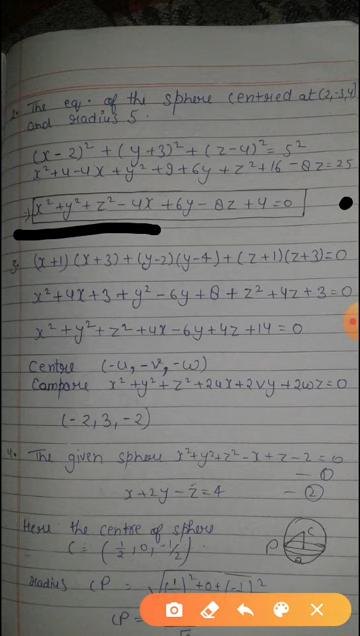 2. The eqⁿ. of the sphere centred at (2,-3,4)
and radius 5.
(x-2)² + (y+3)² + (z-4)² = 5²
x²+4-4x+y²+9+6y+z²+16-8z=25
x²+y²+z²-4x+6y-8z+4=0
3. (x+1)(x+3)+(y-2)(y-4)+(z+1)(z+3)=0
x²+4x+3+y²-6y+8+z²+4z+3=0
x²+y²+z²+4x-6y+4z+14=0
Centre (-u,-v,-w)
Compare x²+y²+z²+2ux+2vy+2wz=0
(-2,3,-2)
4. The given sphere x²+y²+z²-x+z-2=0
— ①
x+2y-z=4 — ②
Here the centre of sphere
C = (1/2, 0, -1/2).
P C
radius CP =
CP =